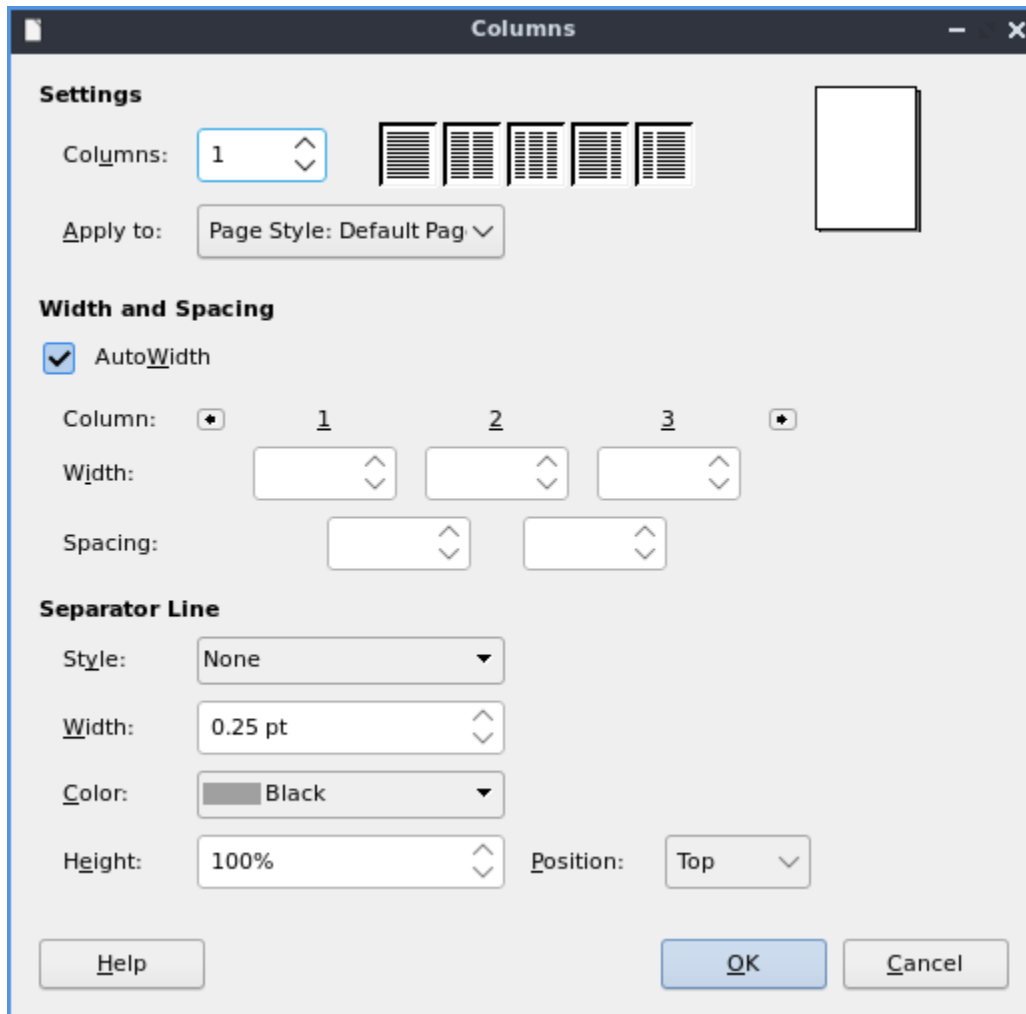 Columns
Settings
Columns: 1
Apply to: Page Style: Default Pag
Width and Spacing
AutoWidth
Column: 1 2 3
Width:
Spacing:
Separator Line
Style: None
Width: 0.25 pt
Color: Black
Height: 100% Position: Top
Help OK Cancel